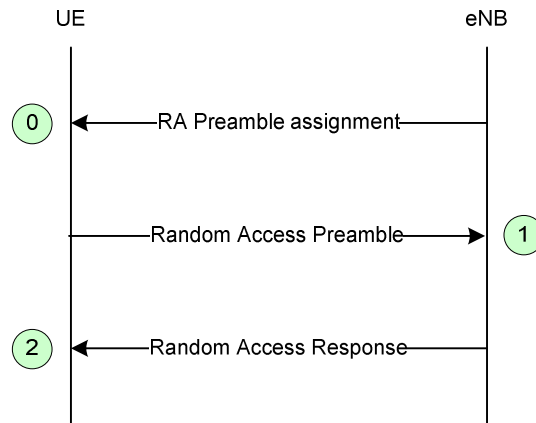 UE
eNB
0
RA Preamble assignment
Random Access Preamble
1
2
Random Access Response